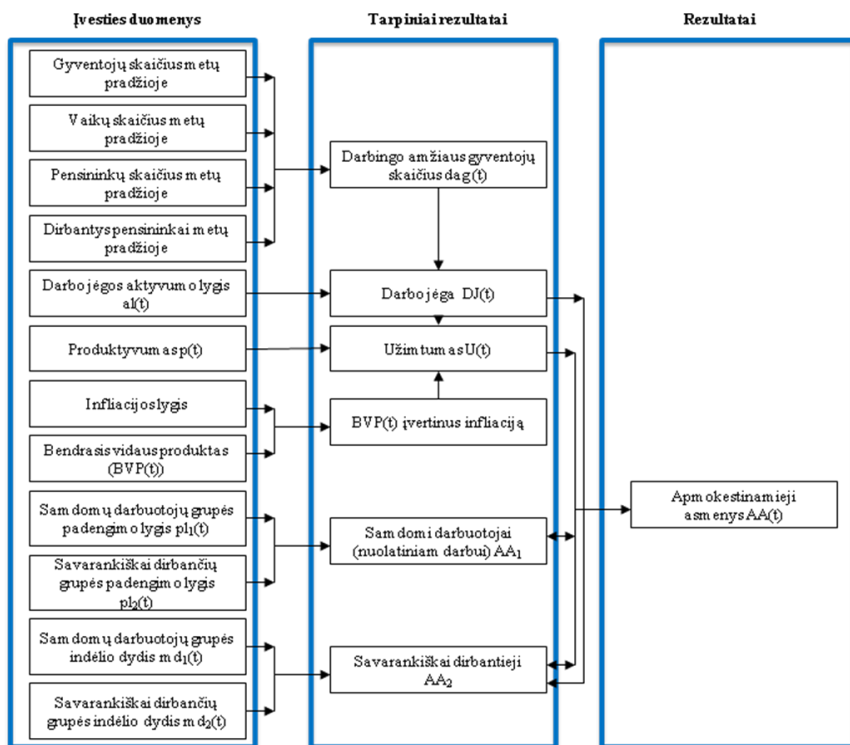 Įvesties duomenys
Gyventojų skaičius metų
pradžioje
Vaikų skaičius metų
pradžioje
Pensininkų skaičius metų
pradžioje
Dirbantys pensininkai metų
pradžioje
Darbo jėgos aktyvumo lygis
al(t)
Produktyvumas p(t)
Infliacijos lygis
Bendrasis vidaus produktas
(BVP(t))
Samdomų darbuotojų grupės
padengimo lygis pl₁(t)
Savarankiškai dirbančių
grupės padengimo lygis
pl₂(t)
Samdomų darbuotojų grupės
indėlio dydis md₁(t)
Savarankiškai dirbančių
grupės indėlio dydis md₂(t)
Tarpiniai rezultatai
Darbingo amžiaus gyventojų
skaičius dag(t)
Darbo jėga DJ(t)
Užimtumas U(t)
BVP(t) įvertinus infliaciją
Samdomi darbuotojai
(nuolatiniam darbui) AA₁
Savarankiškai dirbantieji
AA₂
Rezultatai
Apmokestinamieji
asmenys AA(t)